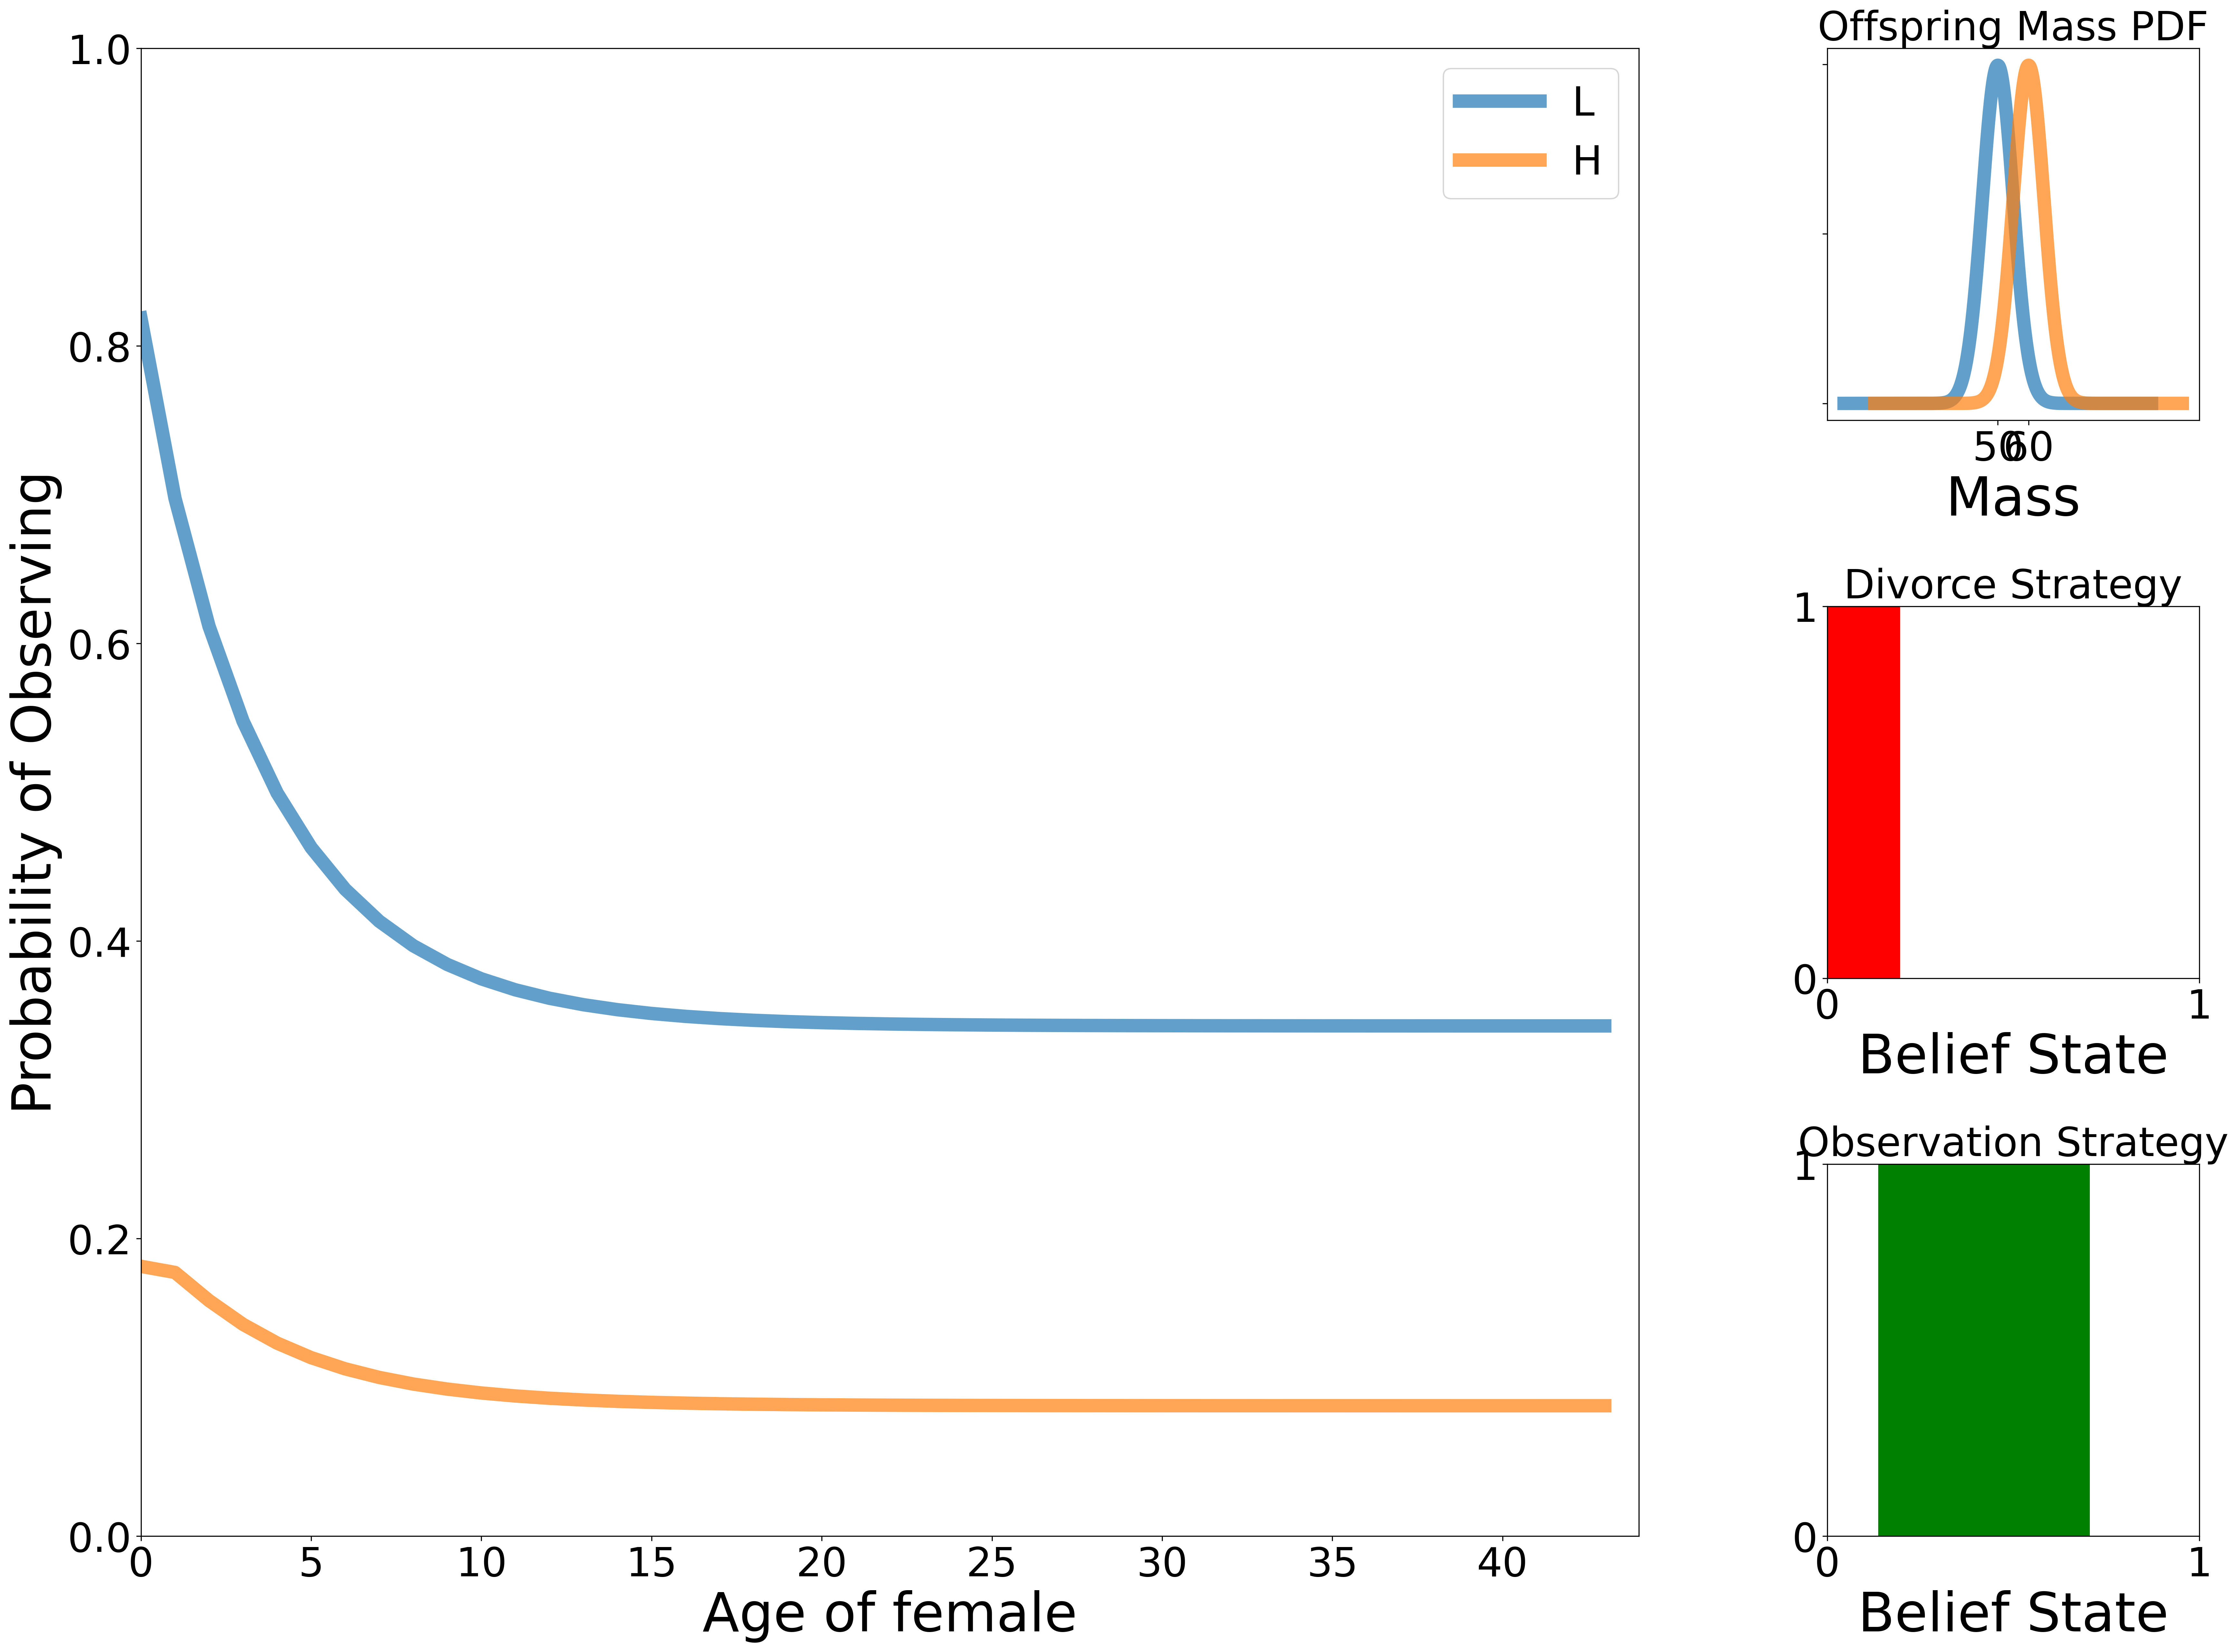 Probability of Observing
1.0
0.8
0.6
0.4
0.2
0.0
0 5 10 15 20 25 30 35 40
Age of female
L
H
Offspring Mass PDF
50 60
Mass
Divorce Strategy
1
0
0 1
Belief State
Observation Strategy
1
0
0 1
Belief State